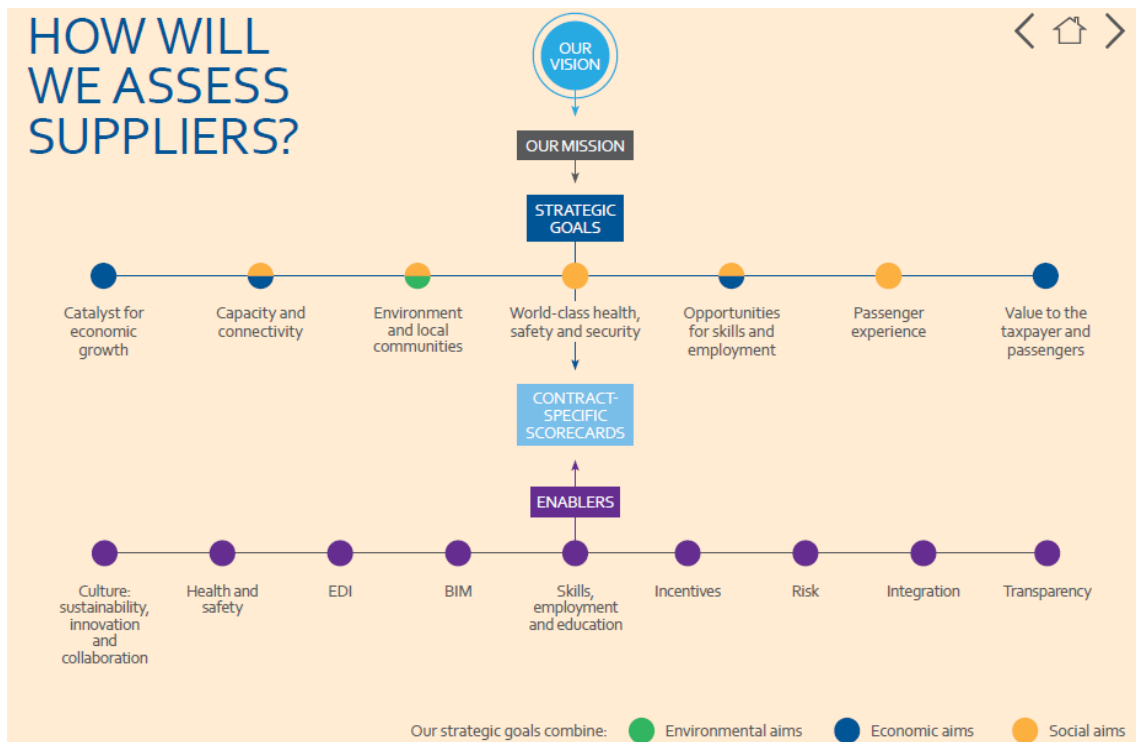 HOW WILL
WE ASSESS
SUPPLIERS?
OUR
VISION
OUR MISSION
STRATEGIC
GOALS
Catalyst for
economic
growth
Capacity and
connectivity
Environment
and local
communities
World-class health,
safety and security
Opportunities
for skills and
employment
Passenger
experience
Value to the
taxpayer and
passengers
CONTRACT-
SPECIFIC
SCORECARDS
ENABLERS
Culture:
sustainability,
innovation
and
collaboration
Health and
safety
EDI
BIM
Skills,
employment
and education
Incentives
Risk
Integration
Transparency
Our strategic goals combine:
Environmental aims
Economic aims
Social aims